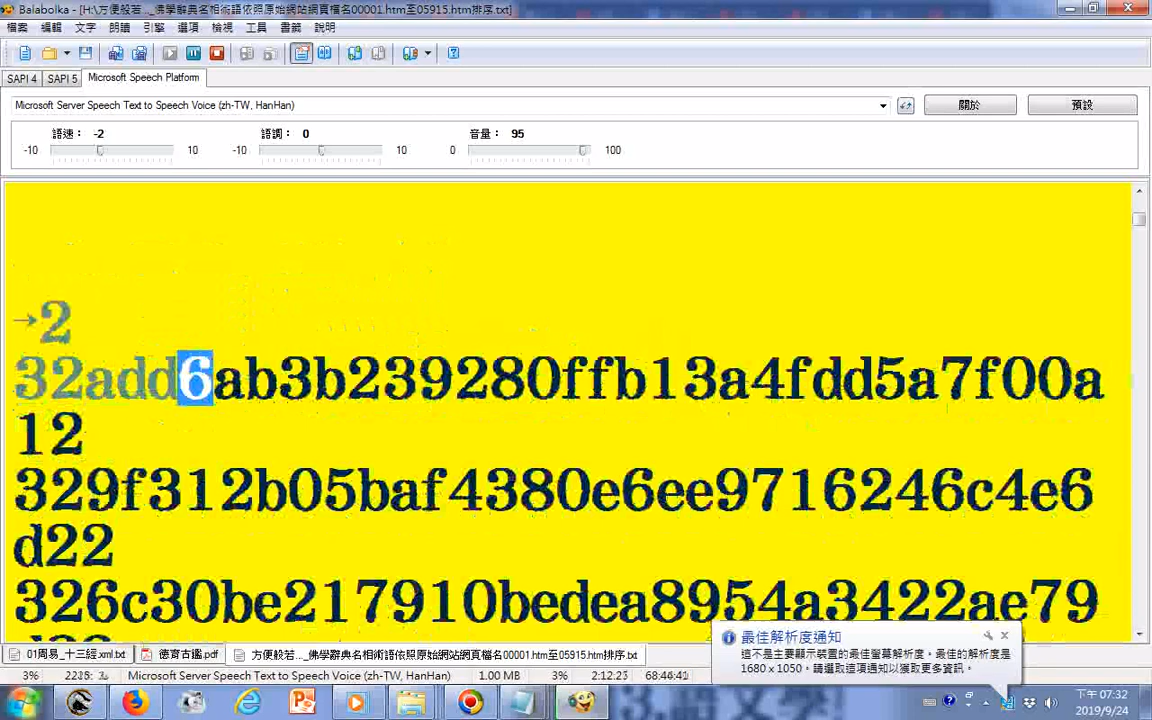 Balabolka - [H:\方便般若..._佛學辭典名相術語依照原始網站網頁檔名00001.htm至05915.htm排序.txt]
檔案 編輯 文字 朗讀 引擎 選項 檢視 工具 書籤 說明
SAPI 4 SAPI 5 Microsoft Speech Platform
Microsoft Server Speech Text to Speech Voice (zh-TW, HanHan) 關於 預設
語速： -2 語調： 0 音量： 95
-10 10 -10 10 0 100
→2
32add6ab3b239280ffb13a4fdd5a7f00a
12
329f312b05baf4380e6ee9716246c4e6
d22
326c30be217910bedea8954a3422ae79
最佳解析度通知
這不是主要顯示裝置的最佳螢幕解析度。最佳的解析度是
1680 x 1050。請選取這項通知以獲取更多資訊。
01周易_十三經.xml.txt 德育古鑑.pdf 方便般若..._佛學辭典名相術語依照原始網站網頁檔名00001.htm至05915.htm排序.txt
3% Microsoft Server Speech Text to Speech Voice (zh-TW, HanHan) 1.00 MB 3% 2:12:23 68:46:41
下午 07:32
2019/9/24